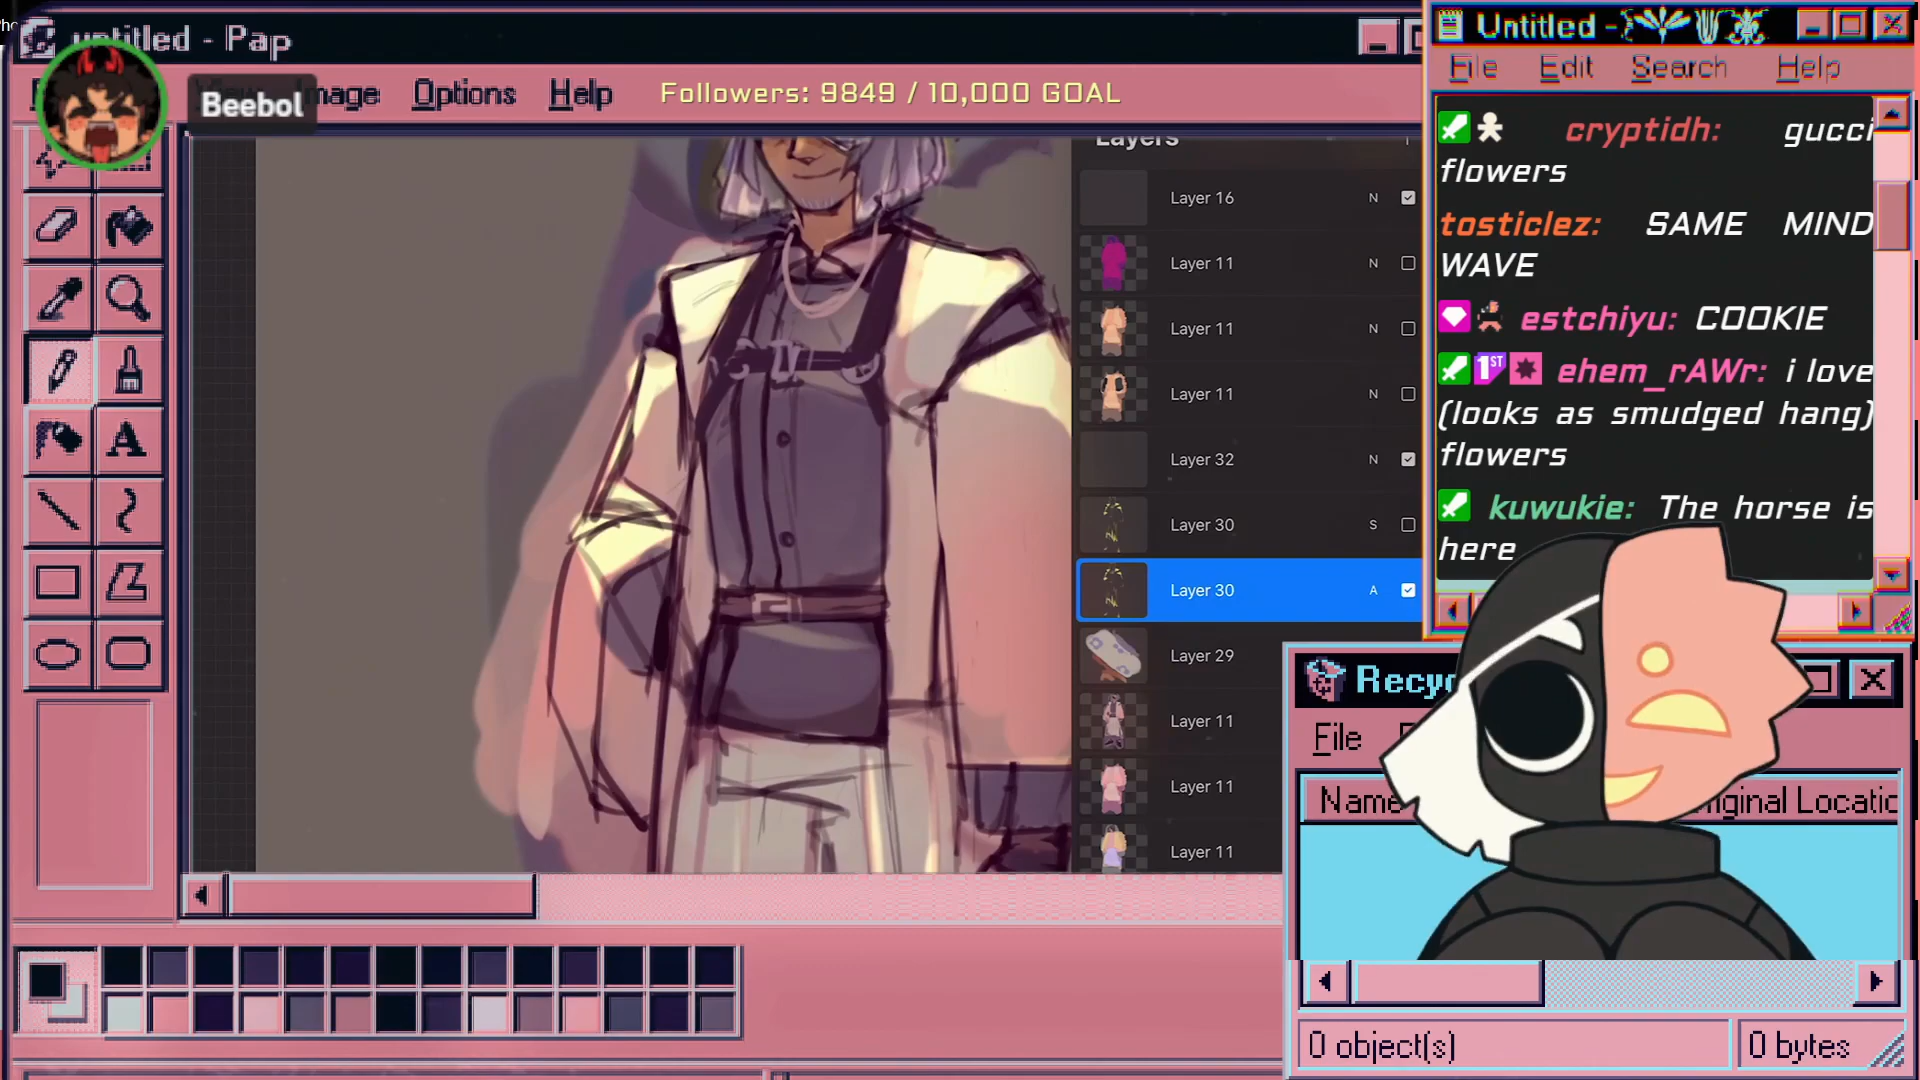 untitled - Pap
Beebol
Image
Options
Help
Followers: 9849 / 10,000 GOAL
Layers
Layer 16 N
Layer 11 N
Layer 11 N
Layer 11 N
Layer 32 N
Layer 30 S
Layer 30 A
Layer 29
Layer 11
Layer 11
Layer 11
Untitled -
File Edit Search Help
cryptidh: gucci
flowers
tosticlez: SAME MIND
WAVE
estchiyu: COOKIE
1ST ehem_rAWr: i love
(looks as smudged hang)
flowers
kuwukie: The horse is
here
Recyc
File
Name
iginal Locatic
0 object(s)
0 bytes
A